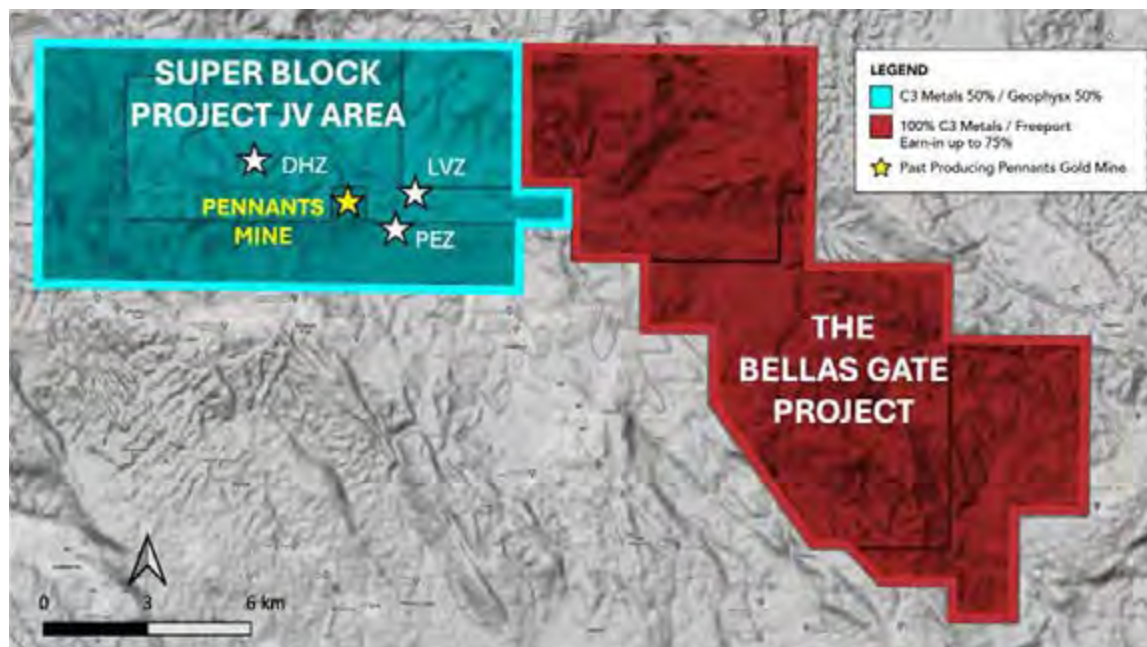 SUPER BLOCK
PROJECT JV AREA
DHZ
LVZ
PENNANTS
MINE
PEZ
LEGEND
C3 Metals 50% / Geophysx 50%
100% C3 Metals / Freeport
Earn-in up to 75%
Past Producing Pennants Gold Mine
THE
BELLAS GATE
PROJECT
0 3 6 km